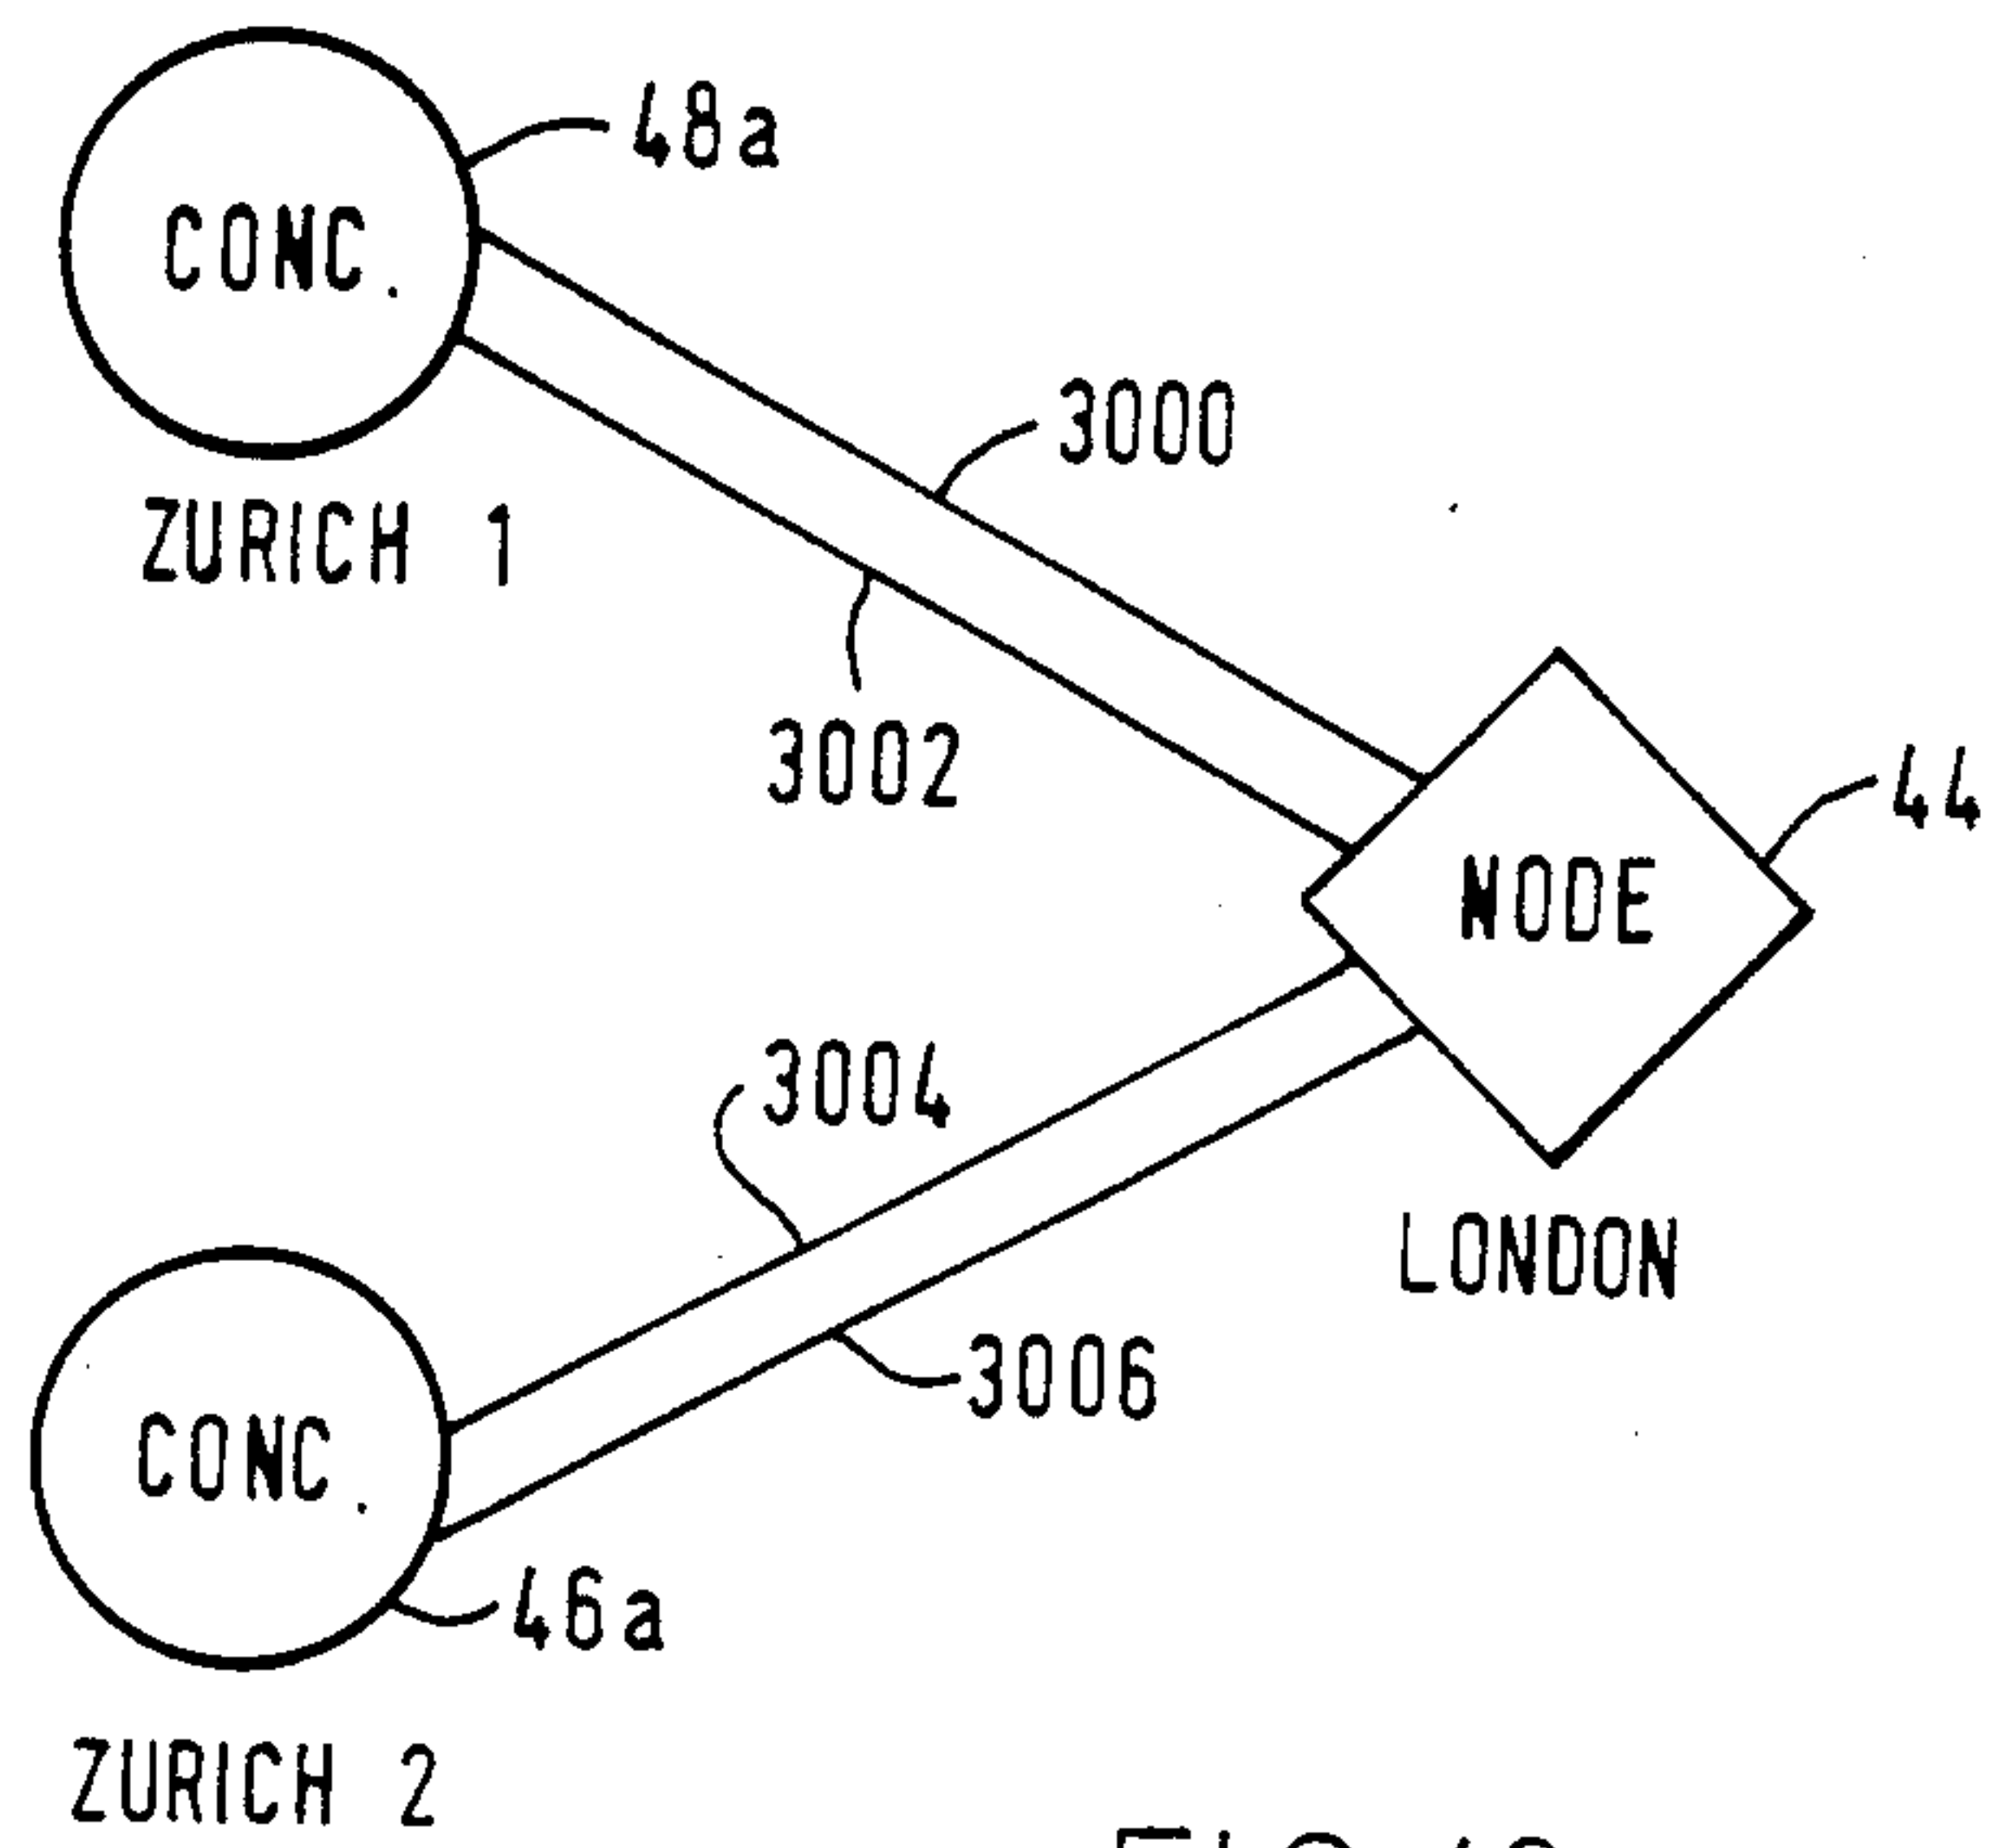 48a
CONC.
ZURICH 1
3000
3002
44
NODE
LONDON
3004
3006
CONC.
46a
ZURICH 2